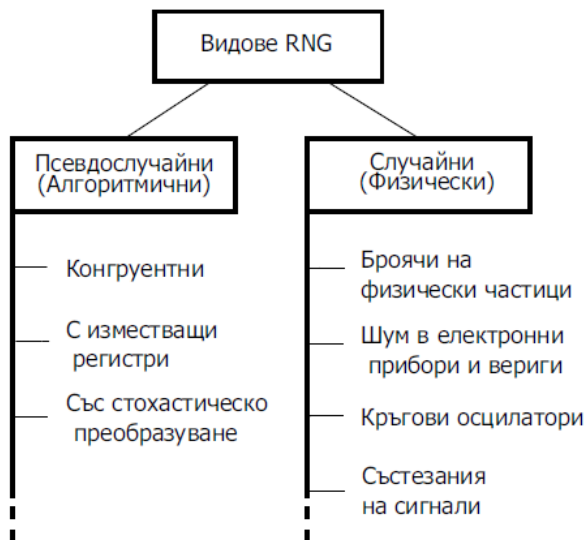 Видове RNG
Псевдослучайни
(Алгоритмични)
Конгруентни
С изместващи
регистри
Със стохастическо
преобразуване
Случайни
(Физически)
Броячи на
физически частици
Шум в електронни
прибори и вериги
Кръгови осцилатори
Състезания
на сигнали